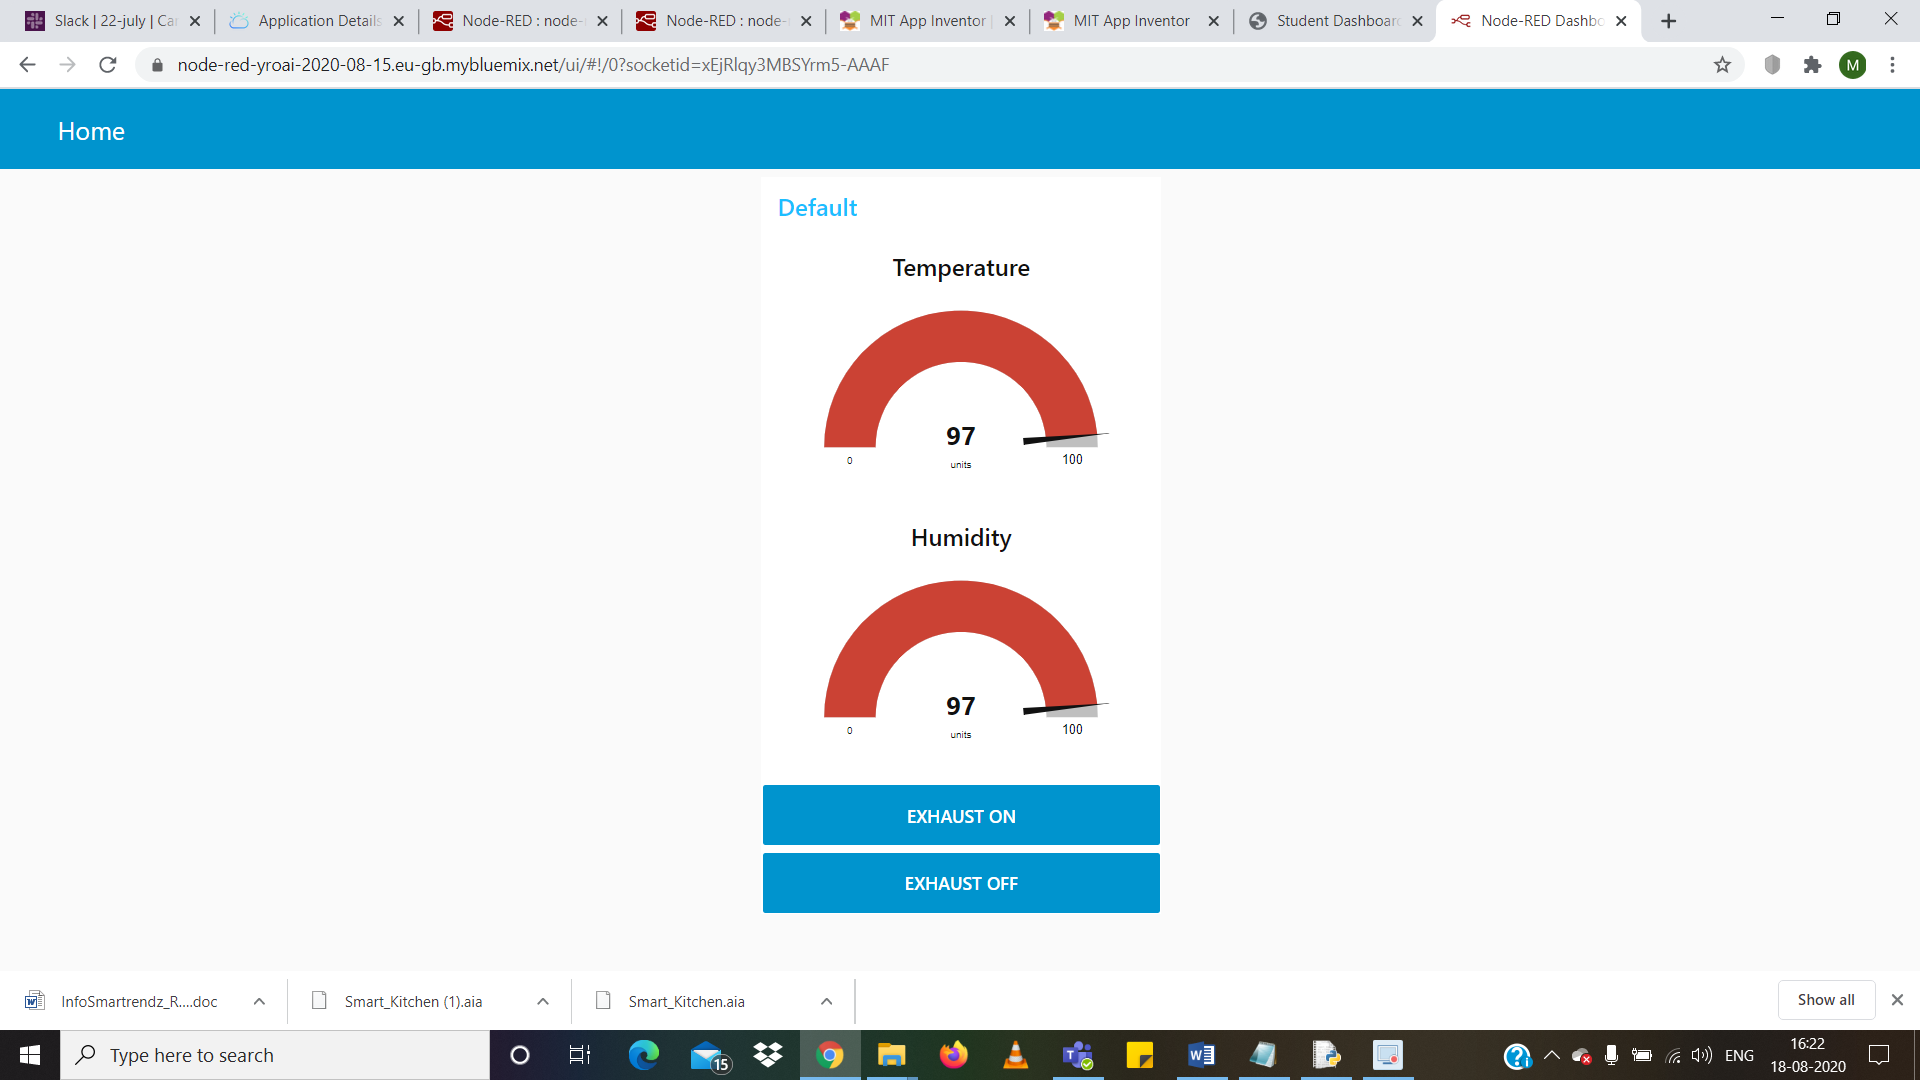 Slack | 22-july | Car
Application Details
Node-RED : node-
Node-RED : node-
MIT App Inventor
MIT App Inventor
Student Dashboard
Node-RED Dashbo
node-red-yroai-2020-08-15.eu-gb.mybluemix.net/ui/#!/0?socketid=xEjRlqy3MBSYrm5-AAAF
M
Home
Default
Temperature
97
units
0
100
Humidity
97
units
0
100
EXHAUST ON
EXHAUST OFF
InfoSmartrendz_R....doc
Smart_Kitchen (1).aia
Smart_Kitchen.aia
Show all
Type here to search
15
ENG
16:22
18-08-2020